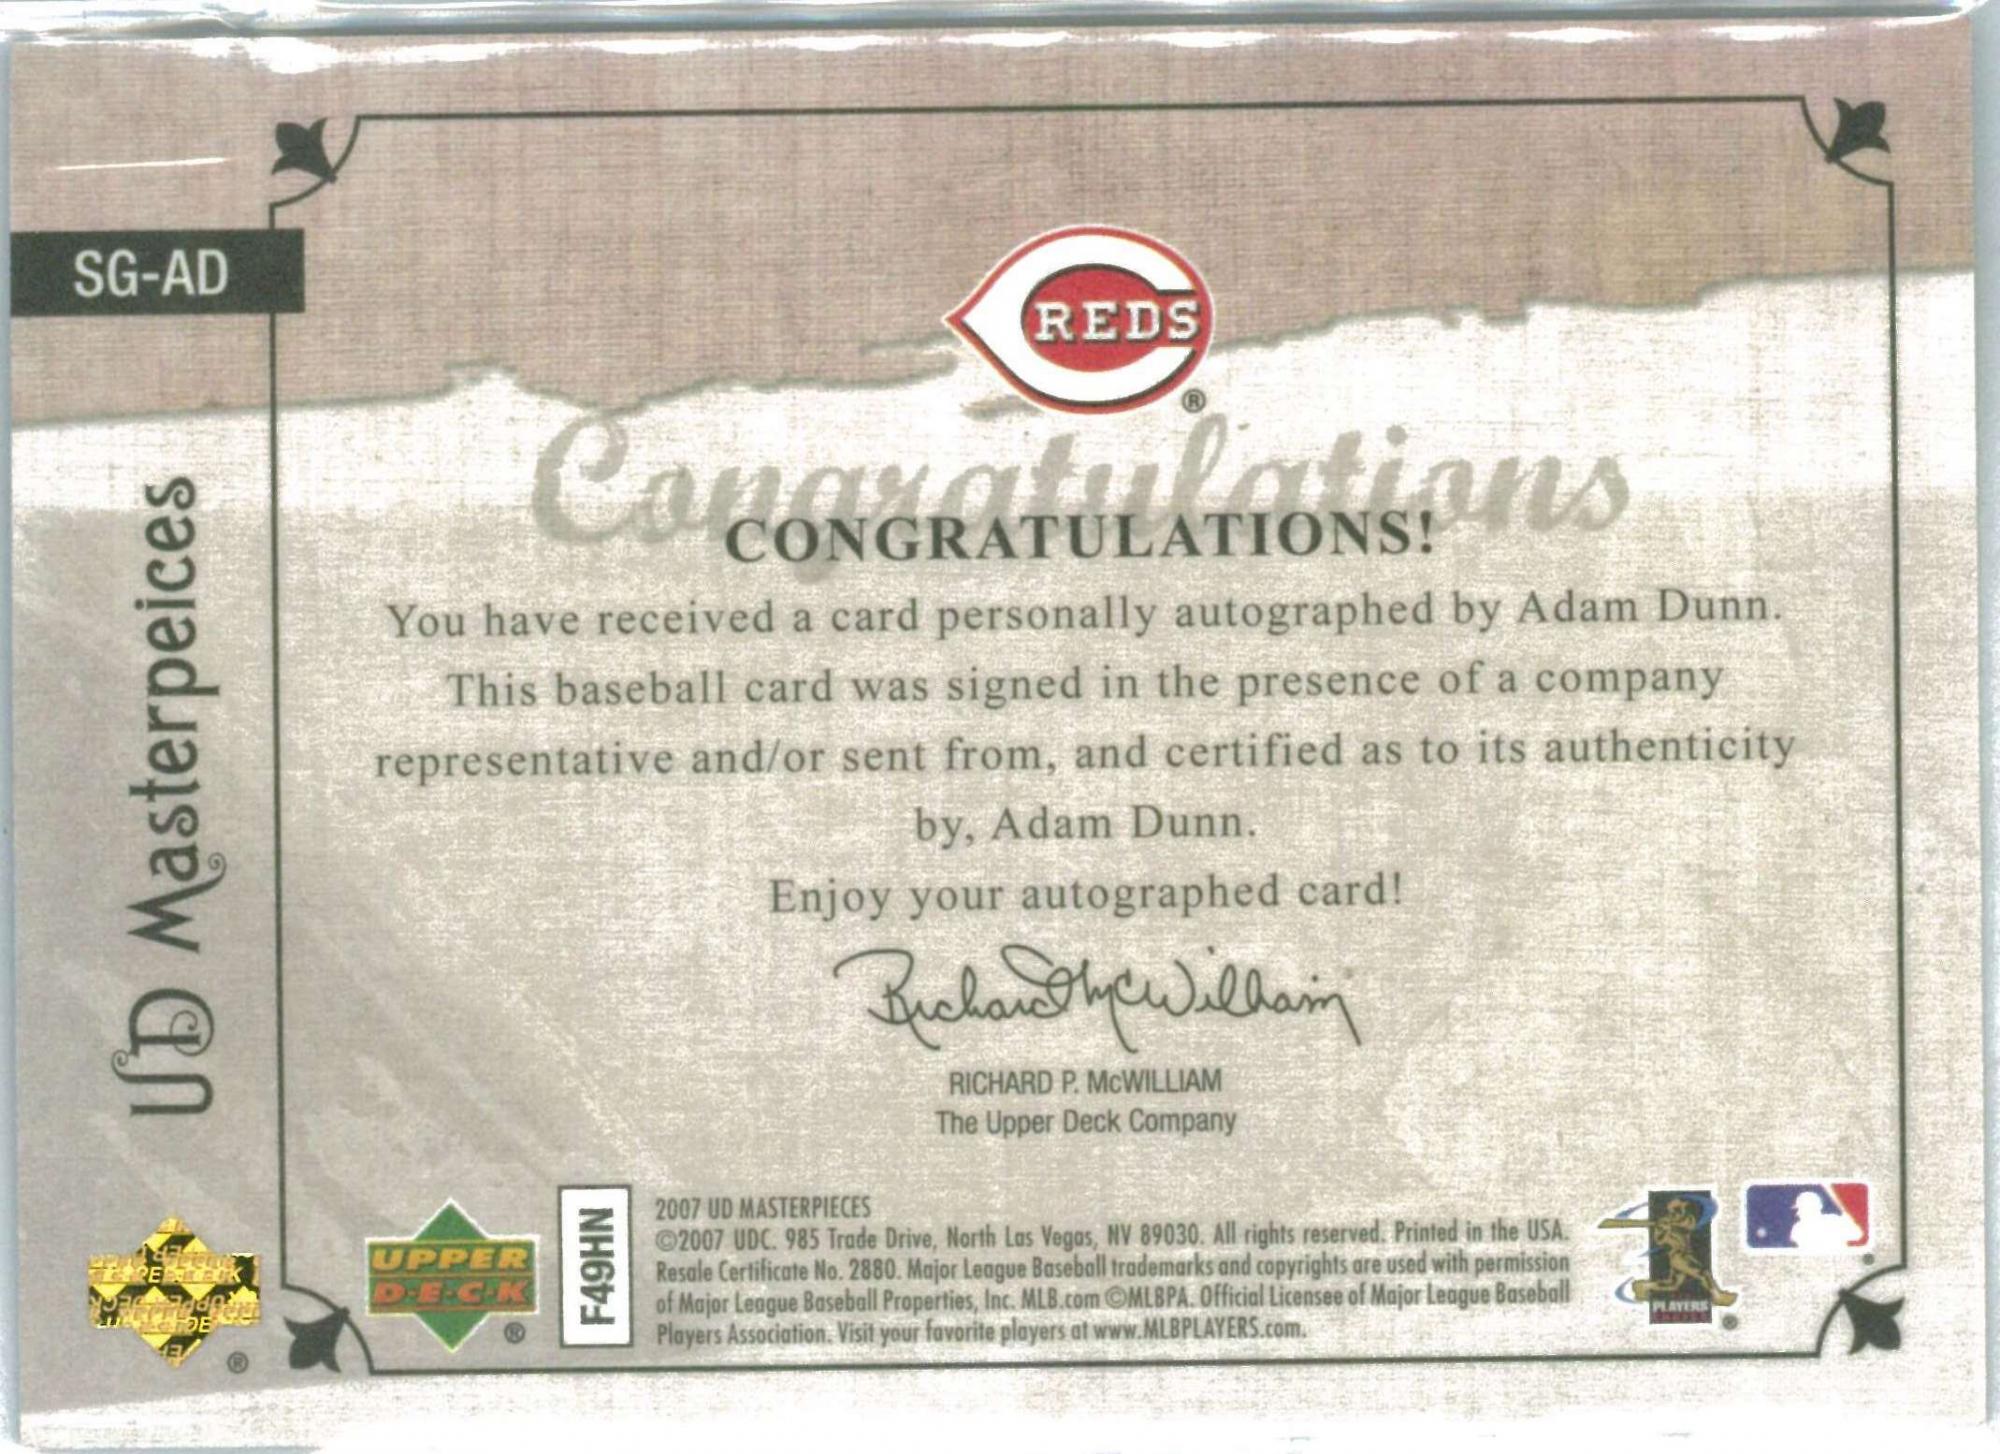 SG-AD
REDS
®
Congratulations
CONGRATULATIONS!
You have received a card personally autographed by Adam Dunn.
This baseball card was signed in the presence of a company
representative and/or sent from, and certified as to its authenticity
by, Adam Dunn.
Enjoy your autographed card!
Richard McWilliam
RICHARD P. McWILLIAM
The Upper Deck Company
UD Masterpeices
®
UPPER
D·E·C·K
®
F49HN
2007 UD MASTERPIECES
©2007 UDC. 985 Trade Drive, North Las Vegas, NV 89030. All rights reserved. Printed in the USA.
Resale Certificate No. 2880. Major League Baseball trademarks and copyrights are used with permission
of Major League Baseball Properties, Inc. MLB.com ©MLBPA. Official Licensee of Major League Baseball
Players Association. Visit your favorite players at www.MLBPLAYERS.com.
PLAYERS
®
®